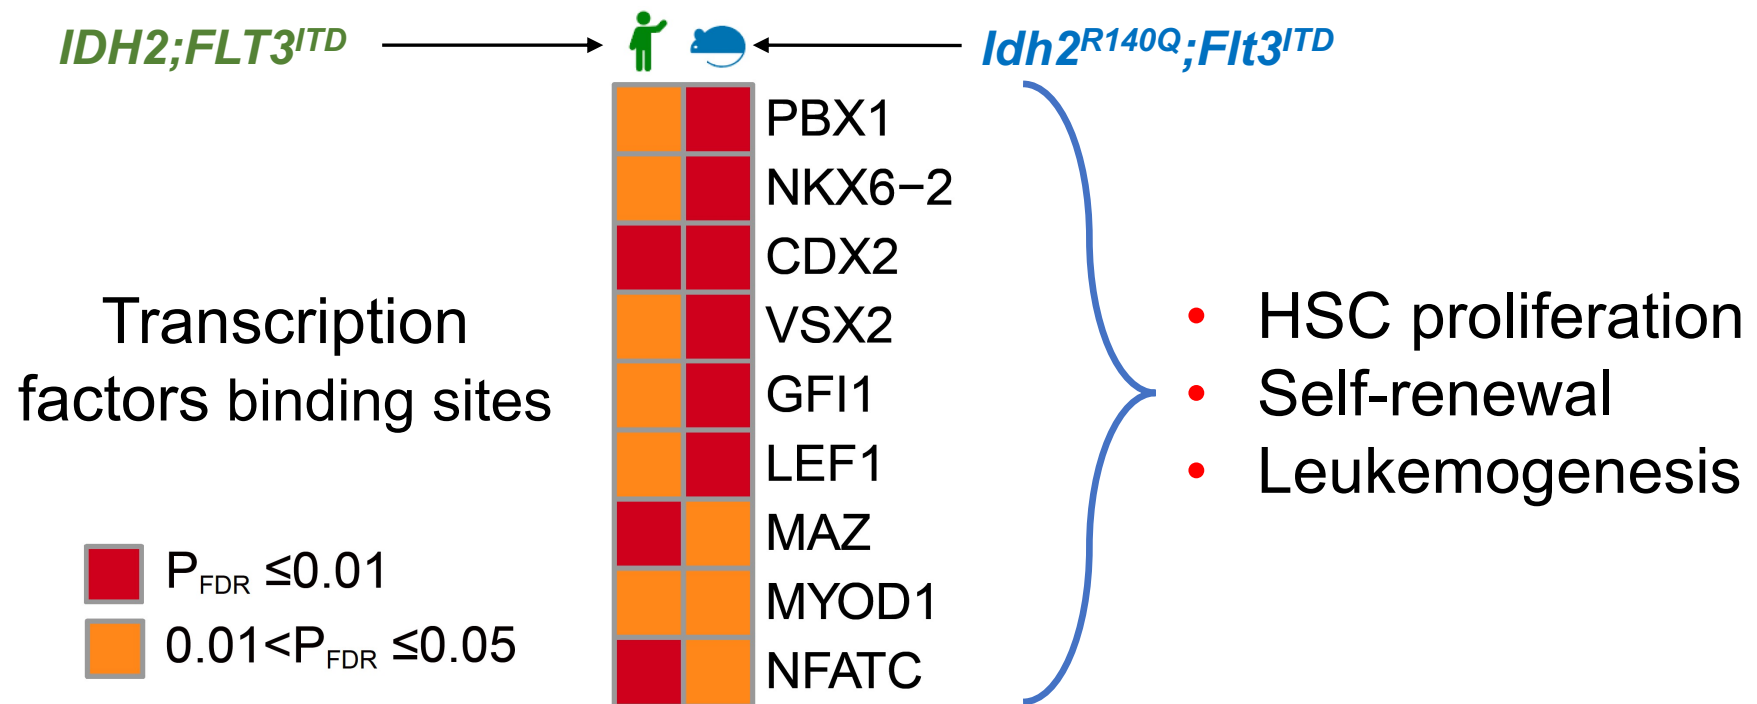 IDH2;FLT3ITD
Idh2R140Q;Flt3ITD
PBX1
NKX6−2
CDX2
VSX2
GFI1
LEF1
MAZ
MYOD1
NFATC
Transcription
factors binding sites
PFDR ≤0.01
0.01<PFDR ≤0.05
• HSC proliferation
• Self-renewal
• Leukemogenesis